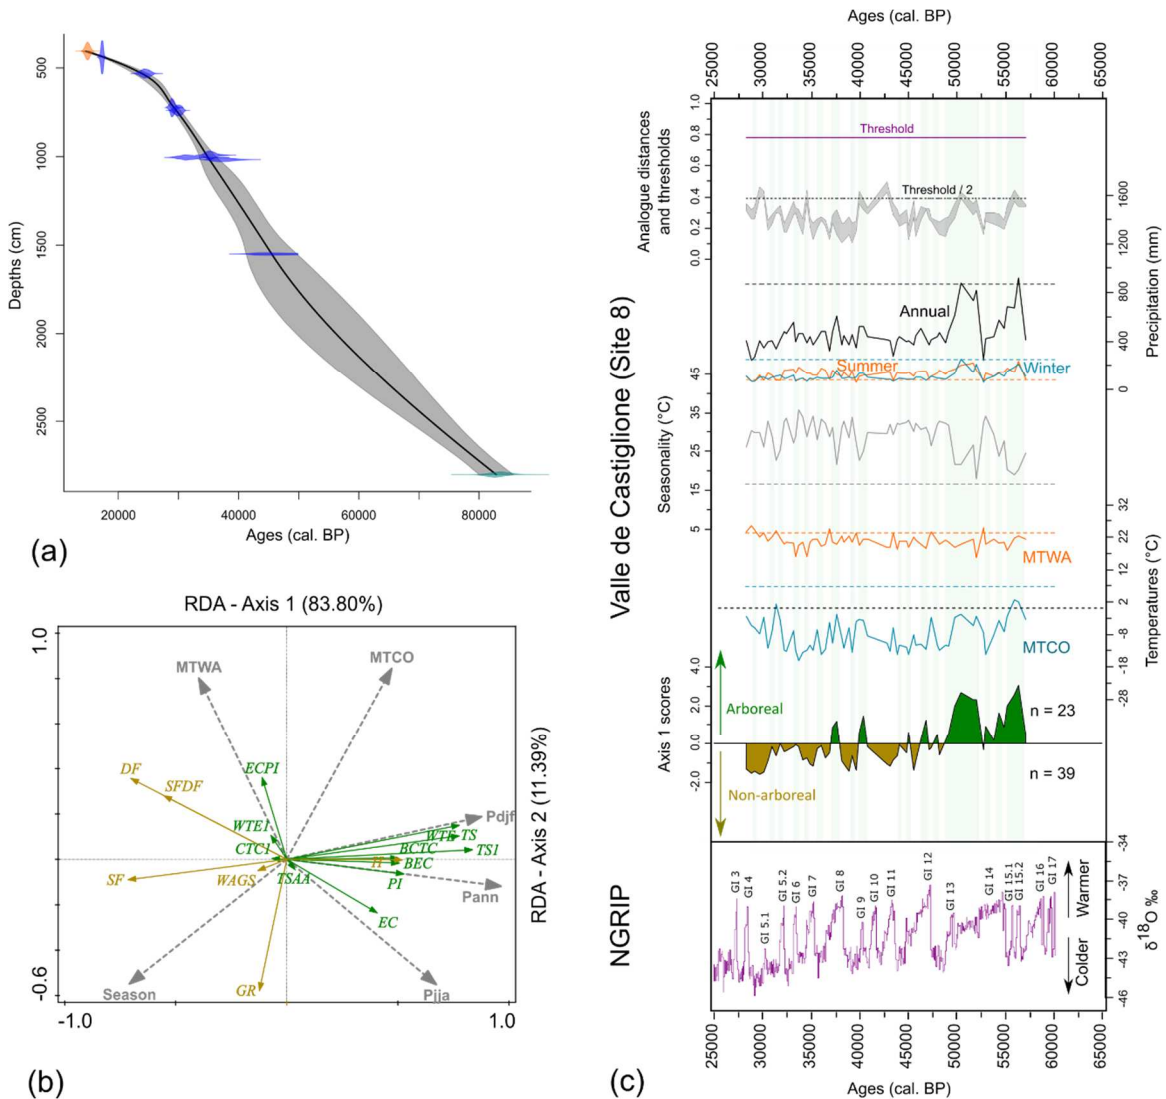 (a)
Depths (cm)
500
1000
1500
2000
2500
20000 40000 60000 80000
Ages (cal. BP)
RDA - Axis 1 (83.80%)
1.0
MTWA
MTCO
DF
SFDF
ECPI
Pdjf
WTE1
WTE TS
CTC1
BCTC TS1
H
BEC
SF
WAGS
TSAA
PI
Pann
EC
Season
GR
Pjja
-0.6
-1.0
1.0
RDA - Axis 2 (11.39%)
(b)
Valle de Castiglione (Site 8)
NGRIP
Ages (cal. BP)
25000 30000 35000 40000 45000 50000 55000 60000 65000
Analogue distances
and thresholds
1.0
0.8
0.6
0.4
0.2
0.0
Threshold
Threshold / 2
Precipitation (mm)
1600
1200
800
400
0
Annual
Summer
Winter
Seasonality (°C)
45
35
25
15
5
Temperatures (°C)
32
22
12
2
-8
-18
-28
MTWA
MTCO
Axis 1 scores
4.0
2.0
0.0
-2.0
Arboreal
Non-arboreal
n = 23
n = 39
GI 3
GI 4
GI 5.1
GI 5.2
GI 6
GI 7
GI 8
GI 9
GI 10
GI 11
GI 12
GI 13
GI 14
GI 15.1
GI 15.2
GI 16
GI 17
Warmer
Colder
-34
-37
-40
-43
-46
δ18O ‰
25000 30000 35000 40000 45000 50000 55000 60000 65000
Ages (cal. BP)
(c)